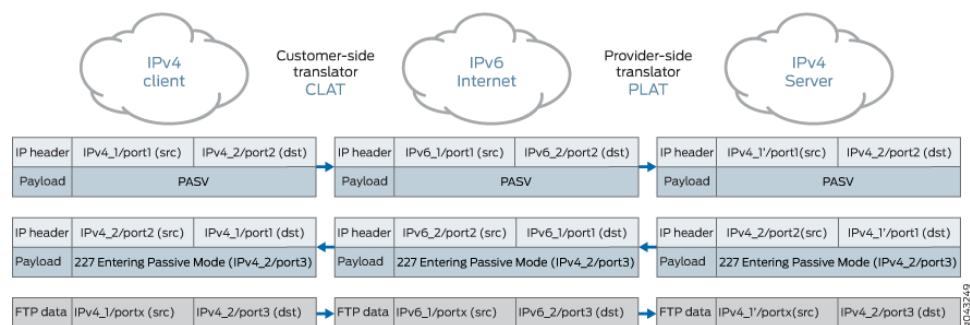 IPv4
client
Customer-side
translator
CLAT
IPv6
Internet
Provider-side
translator
PLAT
IPv4
Server
IP header IPv4_1/port1 (src) IPv4_2/port2 (dst) IP header IPv6_1/port1 (src) IPv6_2/port2 (dst) IP header IPv4_1'/port1(src) IPv4_2/port2 (dst)
Payload PASV Payload PASV Payload PASV
IP header IPv4_2/port2 (src) IPv4_1/port1 (dst) IP header IPv6_2/port2 (src) IPv6_1/port1 (dst) IP header IPv4_2/port2(src) IPv4_1'/port1 (dst)
Payload 227 Entering Passive Mode (IPv4_2/port3) Payload 227 Entering Passive Mode (IPv4_2/port3) Payload 227 Entering Passive Mode (IPv4_2/port3)
FTP data IPv4_1/portx (src) IPv4_2/port3 (dst) FTP data IPv6_1/portx (src) IPv6_2/port3 (dst) FTP data IPv4_1'/portx(src) IPv4_2/port3 (dst)